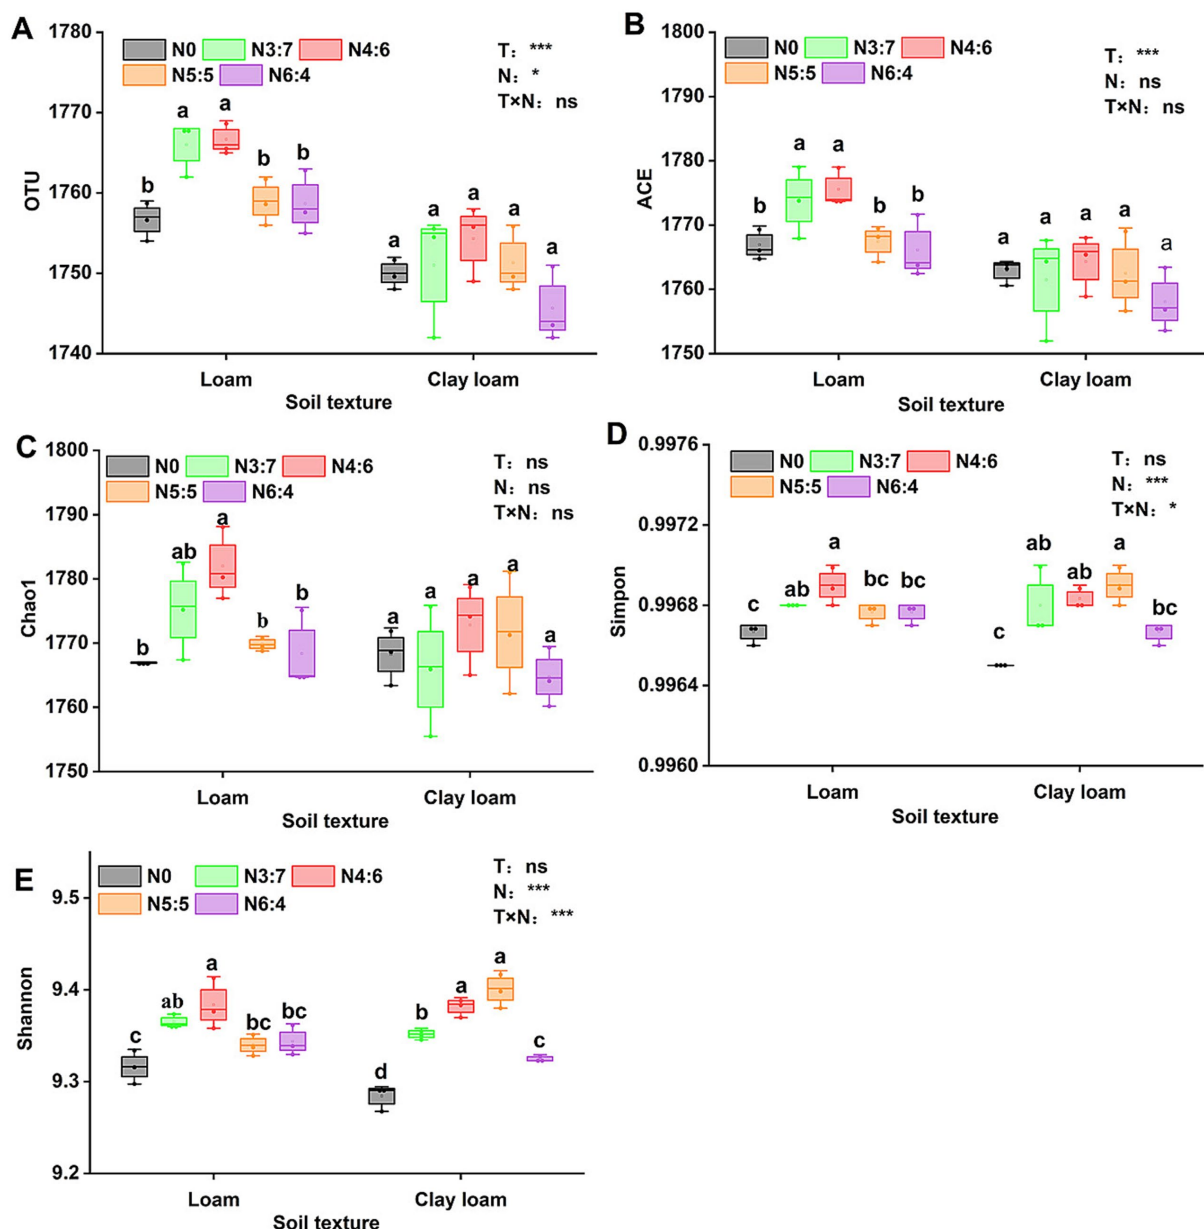 A
1780
1770
1760
1750
1740
OTU
N0 N3:7 N4:6
N5:5 N6:4
T: ***
N: *
T×N: ns
b a a b b
a a a a a
Loam Clay loam
Soil texture
B
1800
1790
1780
1770
1760
1750
ACE
N0 N3:7 N4:6
N5:5 N6:4
T: ***
N: ns
T×N: ns
b a a b b
a a a a a
Loam Clay loam
Soil texture
C
1800
1790
1780
1770
1760
1750
Chao1
N0 N3:7 N4:6
N5:5 N6:4
T: ns
N: ns
T×N: ns
b ab a b b
a a a a a
Loam Clay loam
Soil texture
D
0.9976
0.9972
0.9968
0.9964
0.9960
Simpon
N0 N3:7 N4:6
N5:5 N6:4
T: ns
N: ***
T×N: *
c ab a bc bc
c ab ab a bc
Loam Clay loam
Soil texture
E
9.5
9.4
9.3
9.2
Shannon
N0 N3:7 N4:6
N5:5 N6:4
T: ns
N: ***
T×N: ***
c ab a bc bc
d b a a c
Loam Clay loam
Soil texture